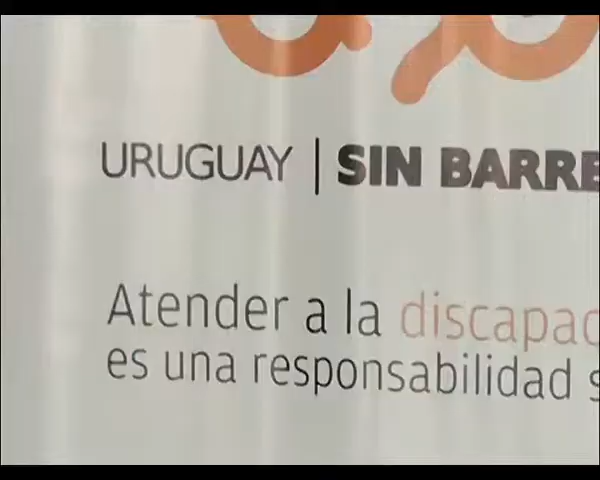 URUGUAY | SIN BARRE
Atender a la discapac
es una responsabilidad s